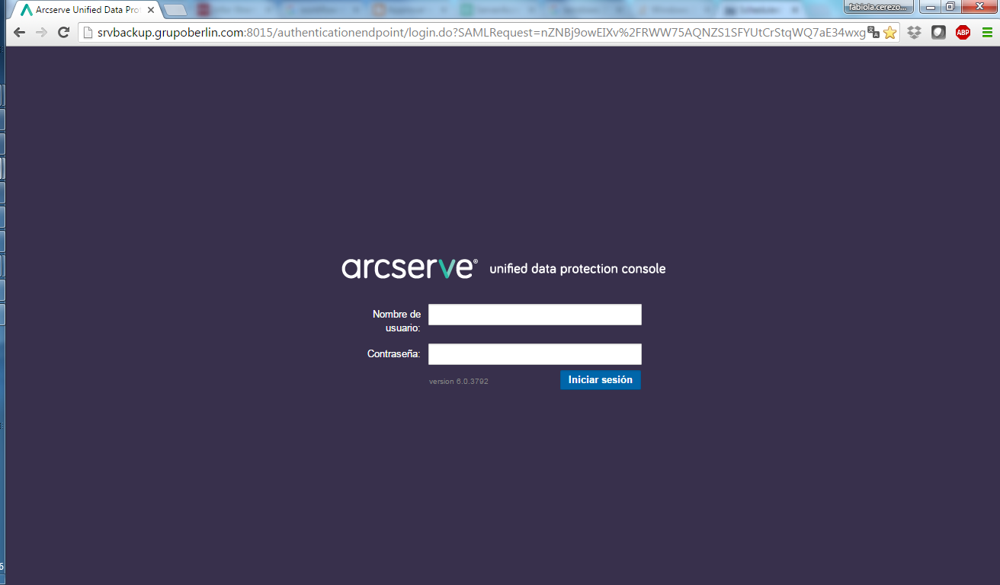 Arcserve Unified Data Pro
fabiola.cerezo...
srvbackup.grupoberlin.com:8015/authenticationendpoint/login.do?SAMLRequest=nZNBj9owEIXv%2FRWW75AQNZS1SFYUtCrStqWQ7aE34wxg
ABP
arcserve® unified data protection console
Nombre de
usuario:
Contraseña:
version 6.0.3792
Iniciar sesión
6